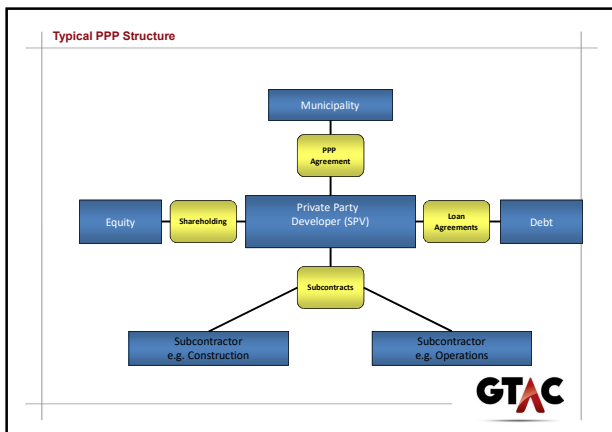 Typical PPP Structure
Municipality
PPP
Agreement
Equity
Shareholding
Private Party
Developer (SPV)
Loan
Agreements
Debt
Subcontracts
Subcontractor
e.g. Construction
Subcontractor
e.g. Operations
GTAC